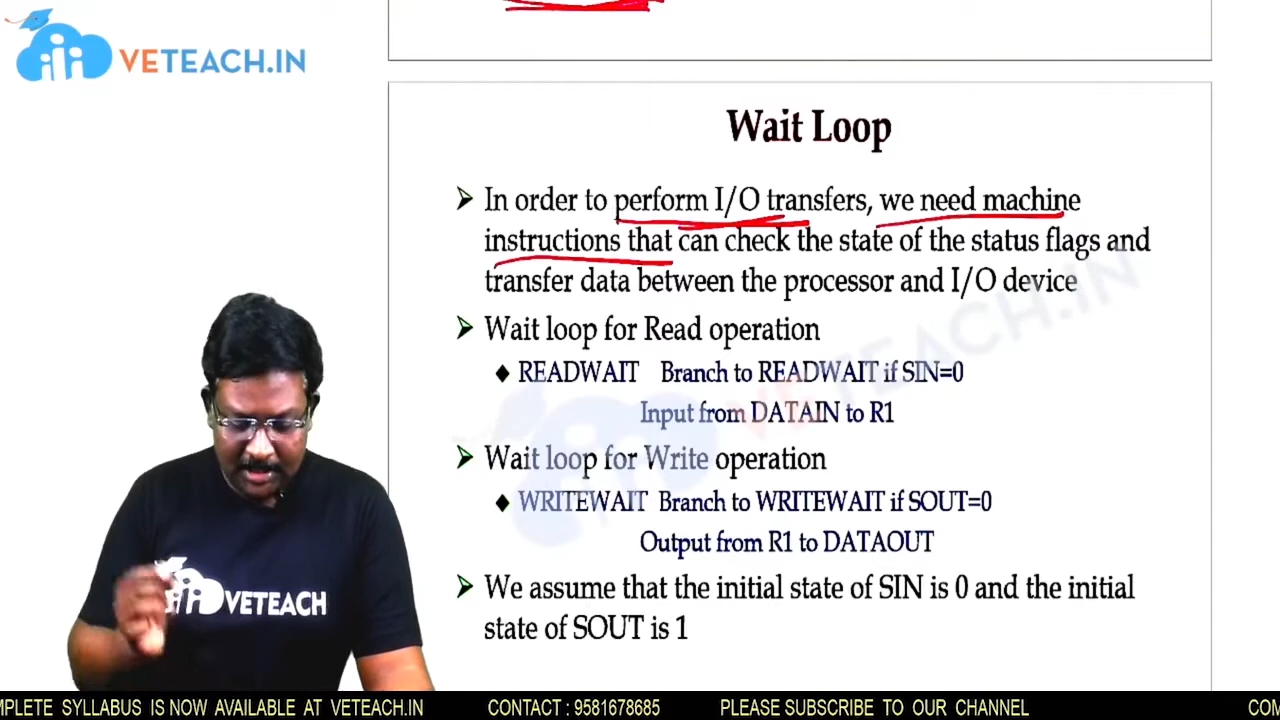 VETEACH.IN
Wait Loop
➤ In order to perform I/O transfers, we need machine
instructions that can check the state of the status flags and
transfer data between the processor and I/O device
➤ Wait loop for Read operation
♦ READWAIT Branch to READWAIT if SIN=0
Input from DATAIN to R1
➤ Wait loop for Write operation
♦ WRITEWAIT Branch to WRITEWAIT if SOUT=0
Output from R1 to DATAOUT
➤ We assume that the initial state of SIN is 0 and the initial
state of SOUT is 1
VETEACH.IN
VETEACH
MPLETE SYLLABUS IS NOW AVAILABLE AT VETEACH.IN CONTACT : 9581678685 PLEASE SUBSCRIBE TO OUR CHANNEL COM